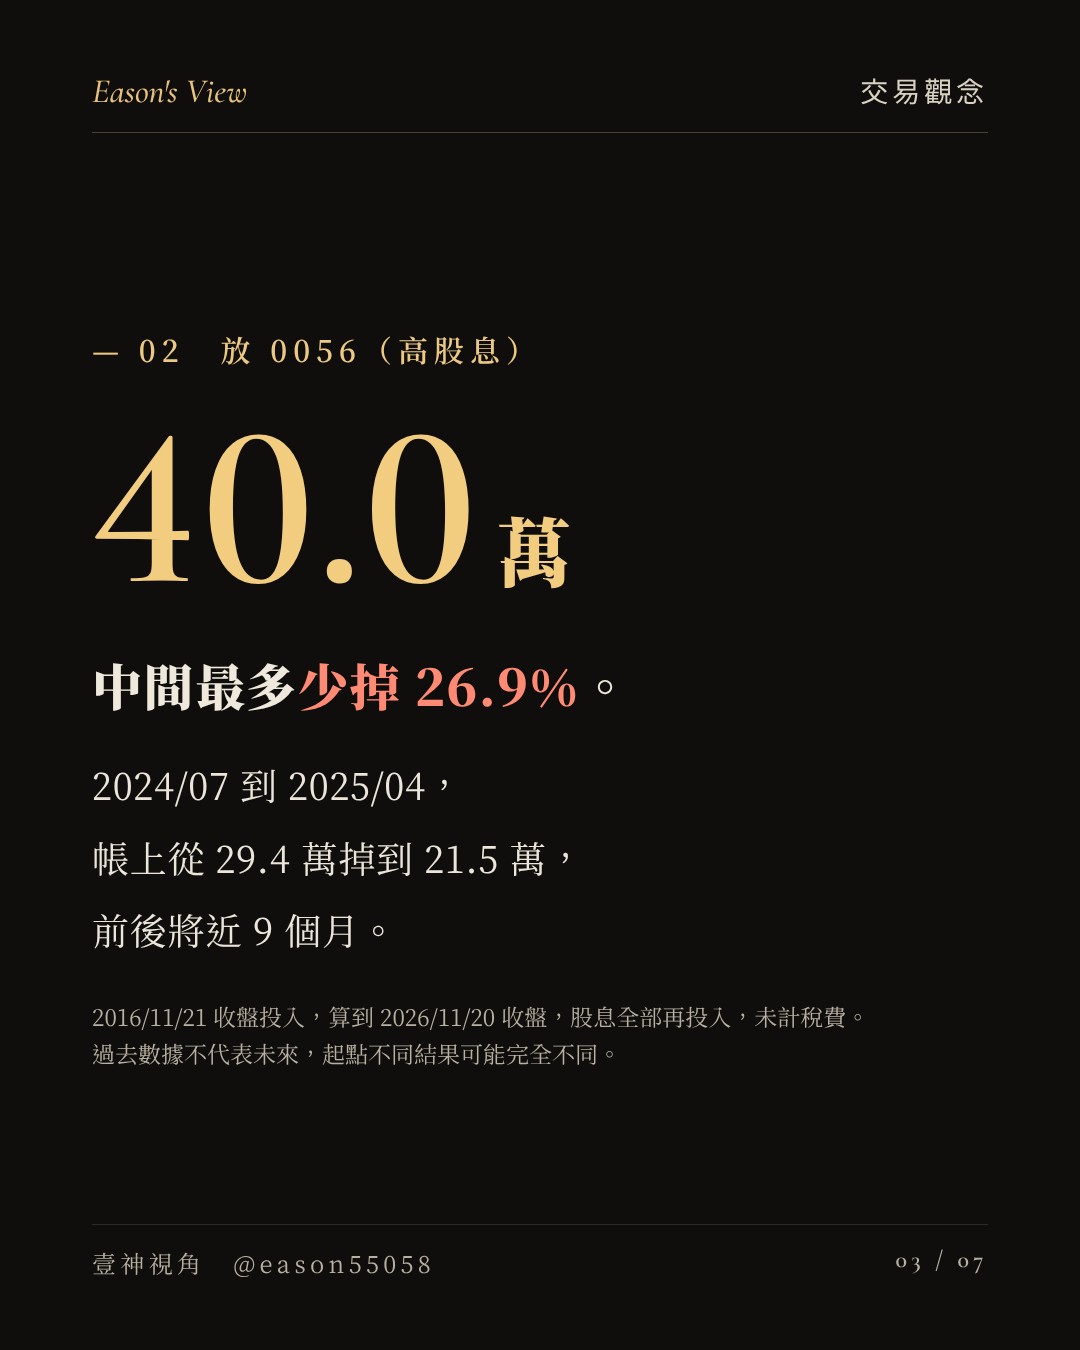 Eason's View
交易觀念
— 02　放 0056（高股息）
40.0 萬
中間最多少掉 26.9%。
2024/07 到 2025/04，
帳上從 29.4 萬掉到 21.5 萬，
前後將近 9 個月。
2016/11/21 收盤投入，算到 2026/11/20 收盤，股息全部再投入，未計稅費。
過去數據不代表未來，起點不同結果可能完全不同。
壹神視角　@eason55058
03 / 07